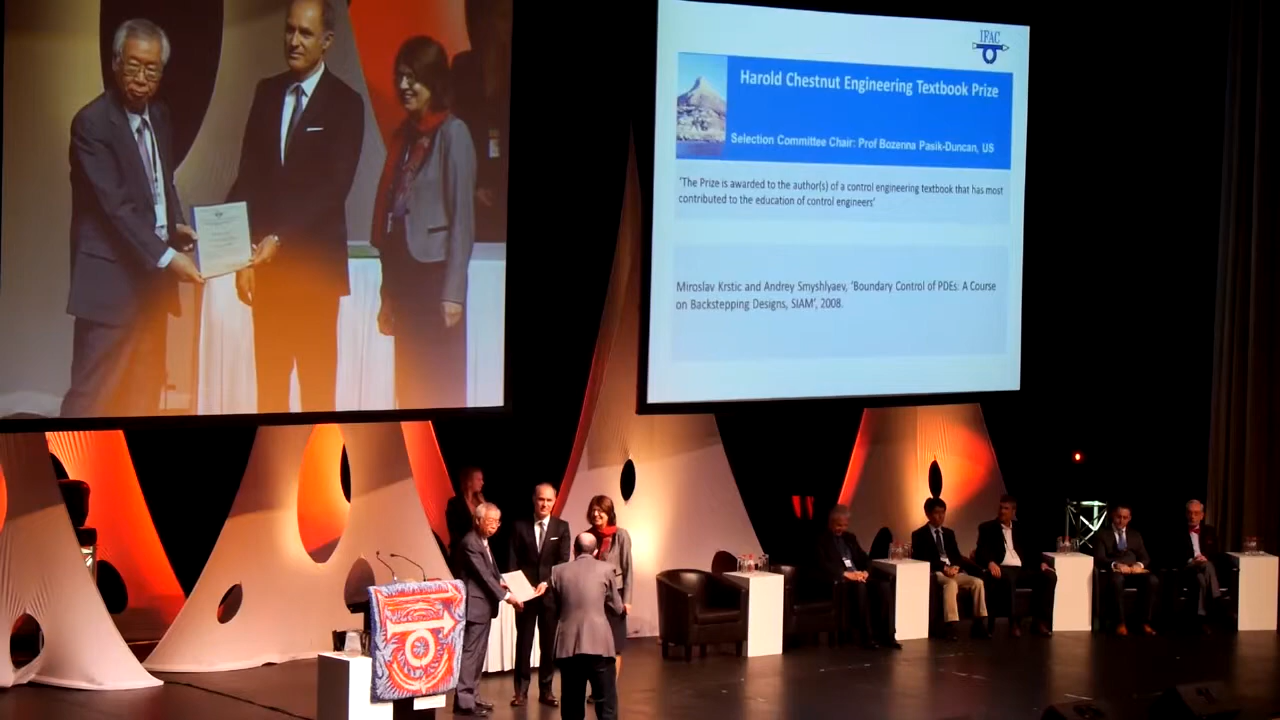 IFAC
Harold Chestnut Engineering Textbook Prize
Selection Committee Chair: Prof Bozenna Pasik-Duncan, US
'The Prize is awarded to the author(s) of a control engineering textbook that has most
contributed to the education of control engineers'
Miroslav Krstic and Andrey Smyshlyaev, 'Boundary Control of PDEs: A Course
on Backstepping Designs, SIAM', 2008.